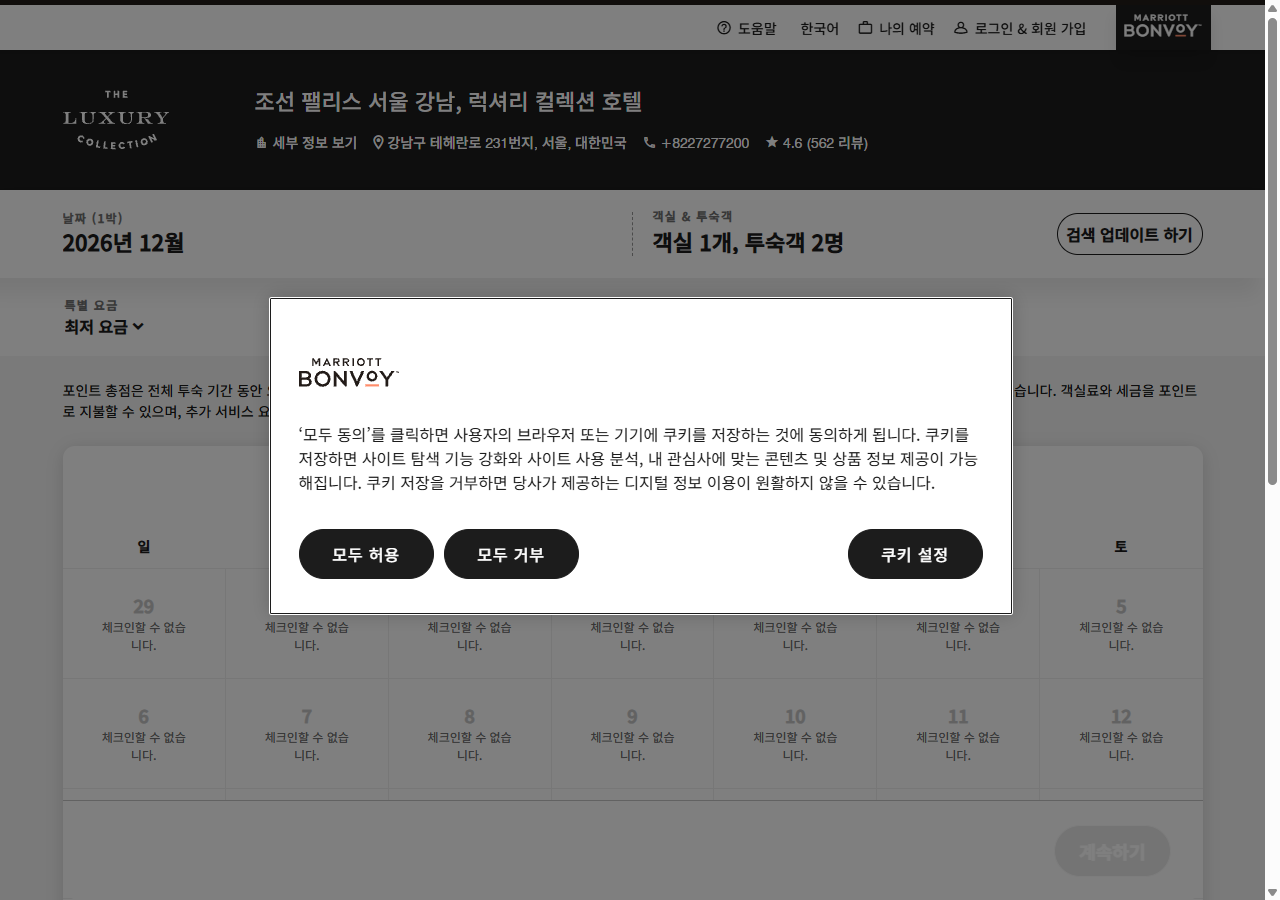 도움말 한국어 나의 예약 로그인 & 회원 가입 MARRIOTT BONVOY
THE LUXURY COLLECTION
조선 팰리스 서울 강남, 럭셔리 컬렉션 호텔
세부 정보 보기 강남구 테헤란로 231번지, 서울, 대한민국 +8227277200 4.6 (562 리뷰)
날짜 (1박) 객실 & 투숙객
2026년 12월 객실 1개, 투숙객 2명 검색 업데이트 하기
특별 요금
최저 요금
포인트 총점은 전체 투숙 기간 동안
습니다. 객실료와 세금을 포인트
로 지불할 수 있으며, 추가 서비스 요
MARRIOTT
BONVOY
‘모두 동의’를 클릭하면 사용자의 브라우저 또는 기기에 쿠키를 저장하는 것에 동의하게 됩니다. 쿠키를
저장하면 사이트 탐색 기능 강화와 사이트 사용 분석, 내 관심사에 맞는 콘텐츠 및 상품 정보 제공이 가능
해집니다. 쿠키 저장을 거부하면 당사가 제공하는 디지털 정보 이용이 원활하지 않을 수 있습니다.
모두 허용 모두 거부 쿠키 설정
일 토
29 5
체크인할 수 없습 체크인할 수 없습 체크인할 수 없습 체크인할 수 없습 체크인할 수 없습 체크인할 수 없습 체크인할 수 없습
니다. 니다. 니다. 니다. 니다. 니다. 니다.
6 7 8 9 10 11 12
체크인할 수 없습 체크인할 수 없습 체크인할 수 없습 체크인할 수 없습 체크인할 수 없습 체크인할 수 없습 체크인할 수 없습
니다. 니다. 니다. 니다. 니다. 니다. 니다.
계속하기